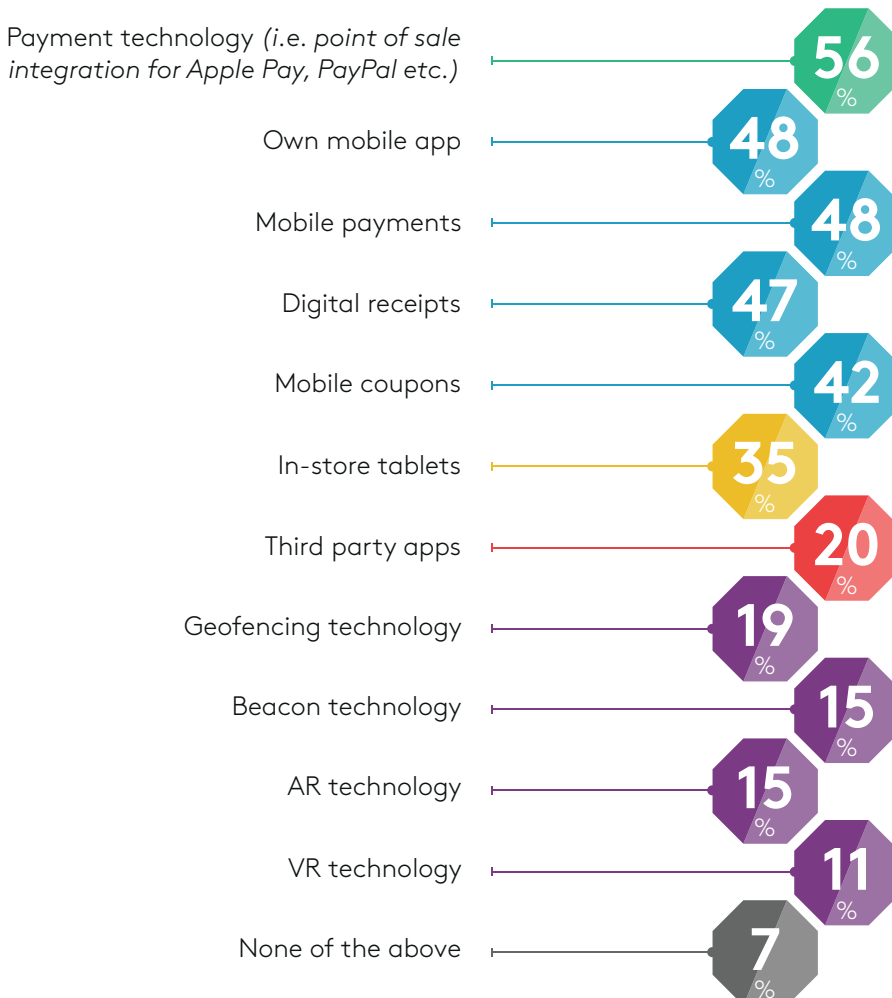 Payment technology (i.e. point of sale
integration for Apple Pay, PayPal etc.)
56
%
Own mobile app
48
%
Mobile payments
48
%
Digital receipts
47
%
Mobile coupons
42
%
In-store tablets
35
%
Third party apps
20
%
Geofencing technology
19
%
Beacon technology
15
%
AR technology
15
%
VR technology
11
%
None of the above
7
%